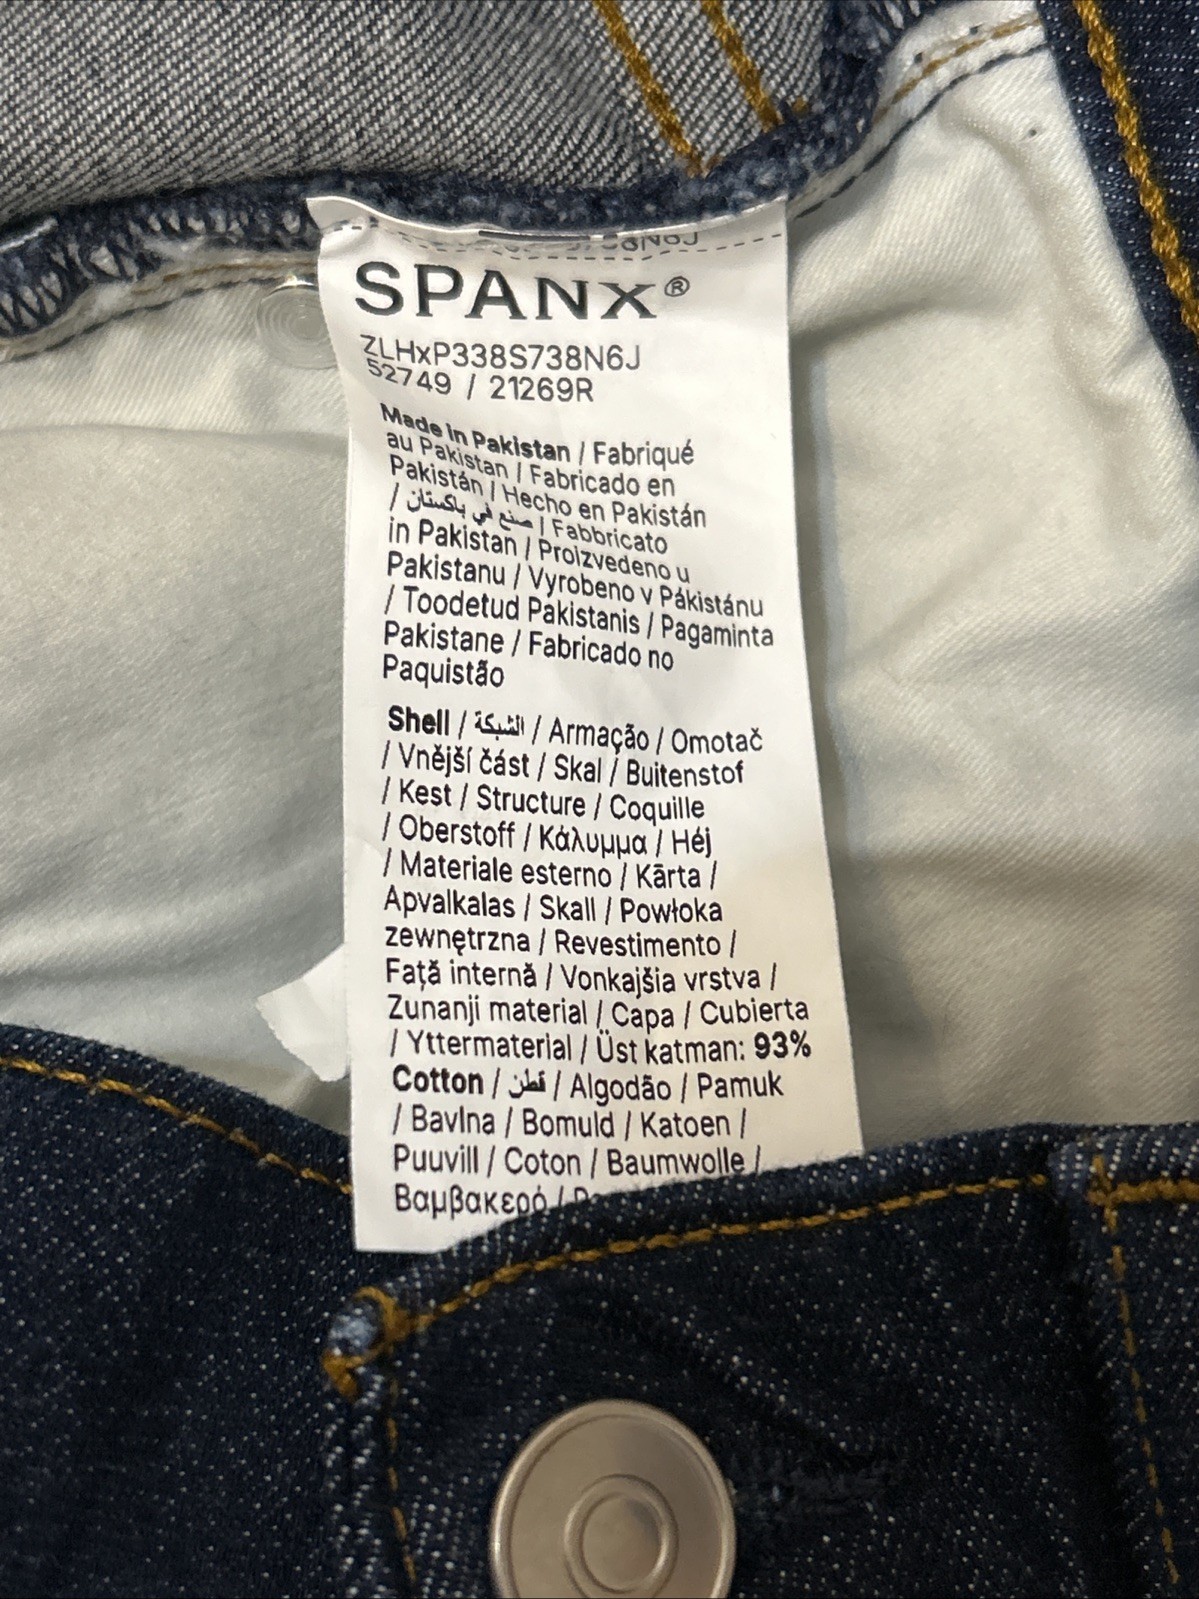 SPANX®
ZLHxP338S738N6J
52749 / 21269R
Made in Pakistan / Fabriqué
au Pakistan / Fabricado en
Pakistán / Hecho en Pakistán
/ صنع في باكستان / Fabbricato
in Pakistan / Proizvedeno u
Pakistanu / Vyrobeno v Pákistánu
/ Toodetud Pakistanis / Pagaminta
Pakistane / Fabricado no
Paquistão
Shell / الشبكة / Armação / Omotač
/ Vnější část / Skal / Buitenstof
/ Kest / Structure / Coquille
/ Oberstoff / Κάλυμμα / Héj
/ Materiale esterno / Kārta /
Apvalkalas / Skall / Powłoka
zewnętrzna / Revestimento /
Față internă / Vonkajšia vrstva /
Zunanji material / Capa / Cubierta
/ Yttermaterial / Üst katman: 93%
Cotton / قطن / Algodão / Pamuk
/ Bavlna / Bomuld / Katoen /
Puuvill / Coton / Baumwolle /
Βαμβακερό /